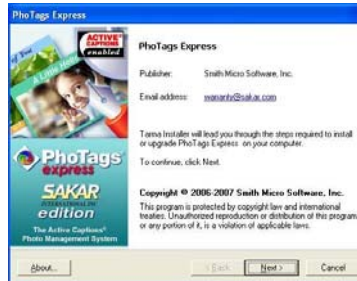 PhoTags Express
ACTIVE
CAPTIONS
enabled
PhoTags
express
SAKAR
INTERNATIONAL INC
edition
The Active Captions®
Photo Management System
PhoTags Express
Publisher: Smith Micro Software, Inc.
Email address: warranty@sakar.com
Tarma Installer will lead you through the steps required to install
or upgrade PhoTags Express on your computer.
To continue, click Next.
Copyright © 2006-2007 Smith Micro Software, Inc.
This program is protected by copyright law and international
treaties. Unauthorized reproduction or distribution of this program,
or any portion of it, is a violation of applicable laws.
About...
< Back
Next >
Cancel